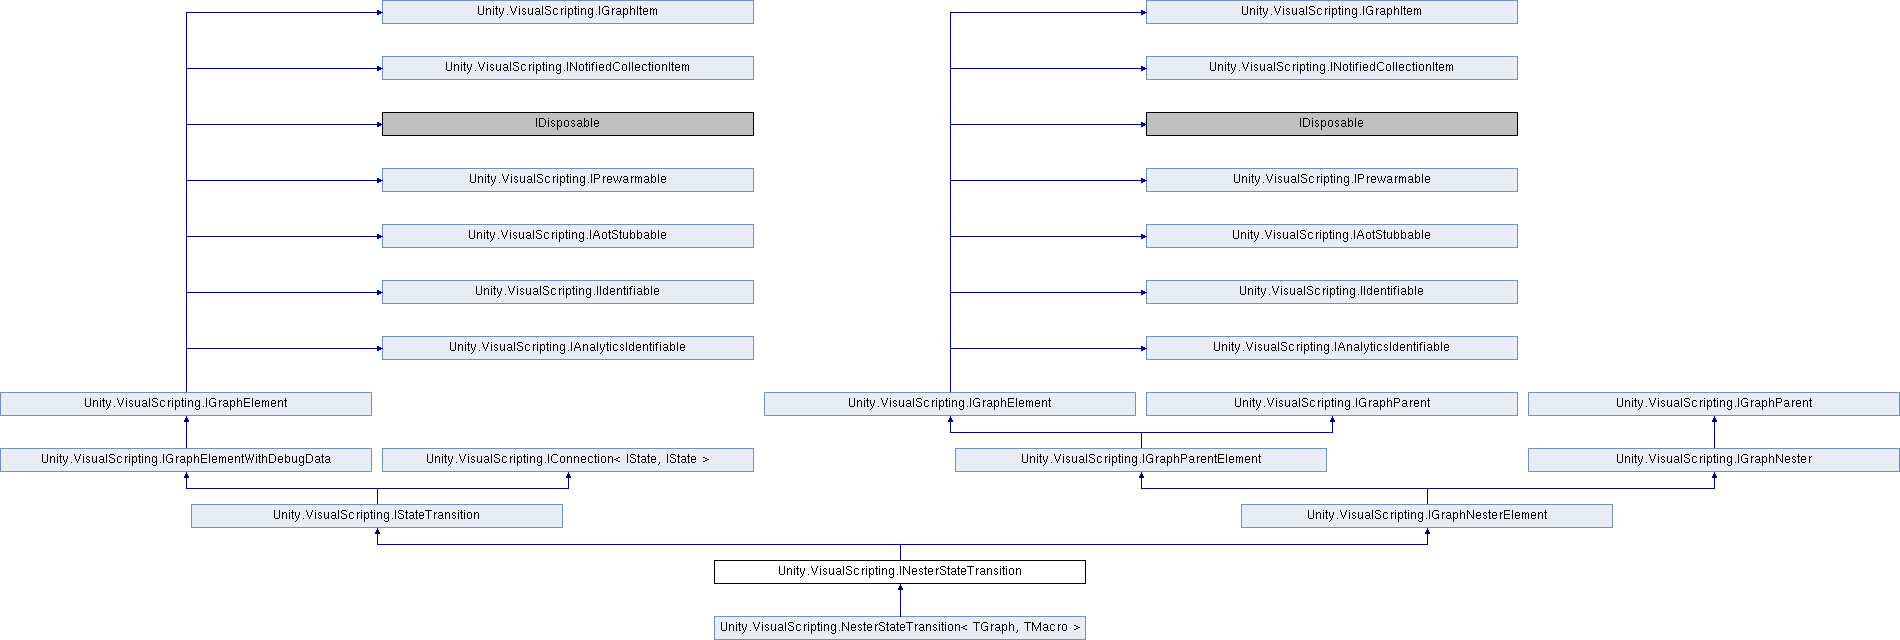 Unity.VisualScripting.IGraphItem
Unity.VisualScripting.IGraphItem
Unity.VisualScripting.INotifiedCollectionItem
Unity.VisualScripting.INotifiedCollectionItem
IDisposable
IDisposable
Unity.VisualScripting.IPrewarmable
Unity.VisualScripting.IPrewarmable
Unity.VisualScripting.IAotStubbable
Unity.VisualScripting.IAotStubbable
Unity.VisualScripting.IIdentifiable
Unity.VisualScripting.IIdentifiable
Unity.VisualScripting.IAnalyticsIdentifiable
Unity.VisualScripting.IAnalyticsIdentifiable
Unity.VisualScripting.IGraphElement
Unity.VisualScripting.IGraphElement
Unity.VisualScripting.IGraphParent
Unity.VisualScripting.IGraphParent
Unity.VisualScripting.IGraphElementWithDebugData
Unity.VisualScripting.IConnection< IState, IState >
Unity.VisualScripting.IGraphParentElement
Unity.VisualScripting.IGraphNester
Unity.VisualScripting.IStateTransition
Unity.VisualScripting.IGraphNesterElement
Unity.VisualScripting.INesterStateTransition
Unity.VisualScripting.NesterStateTransition< TGraph, TMacro >